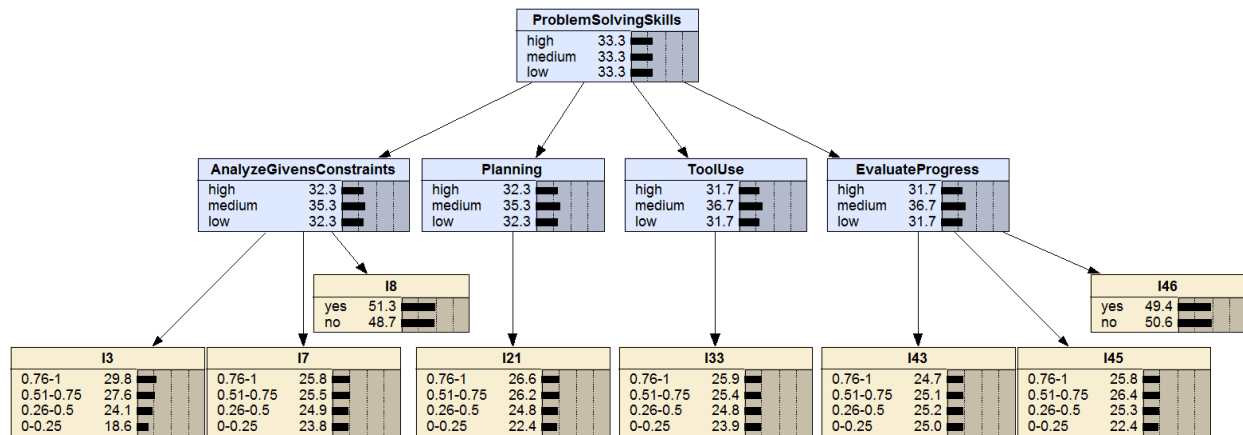 ProblemSolvingSkills
high 33.3
medium 33.3
low 33.3
AnalyzeGivensConstraints
high 32.3
medium 35.3
low 32.3
Planning
high 32.3
medium 35.3
low 32.3
ToolUse
high 31.7
medium 36.7
low 31.7
EvaluateProgress
high 31.7
medium 36.7
low 31.7
I8
yes 51.3
no 48.7
I46
yes 49.4
no 50.6
I3
0.76-1 29.8
0.51-0.75 27.6
0.26-0.5 24.1
0-0.25 18.6
I7
0.76-1 25.8
0.51-0.75 25.5
0.26-0.5 24.9
0-0.25 23.8
I21
0.76-1 26.6
0.51-0.75 26.2
0.26-0.5 24.8
0-0.25 22.4
I33
0.76-1 25.9
0.51-0.75 25.4
0.26-0.5 24.8
0-0.25 23.9
I43
0.76-1 24.7
0.51-0.75 25.1
0.26-0.5 25.2
0-0.25 25.0
I45
0.76-1 25.8
0.51-0.75 26.4
0.26-0.5 25.3
0-0.25 22.4